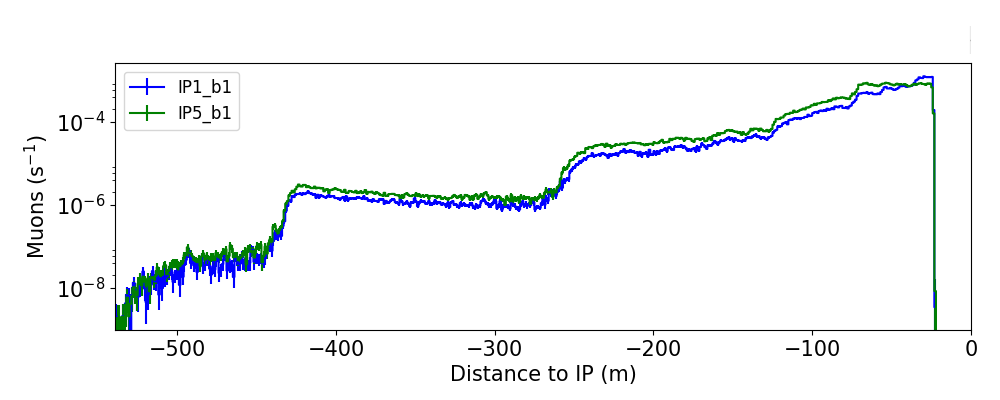 IP1_b1
IP5_b1
10⁻⁴
10⁻⁶
10⁻⁸
Muons (s⁻¹)
−500
−400
−300
−200
−100
0
Distance to IP (m)